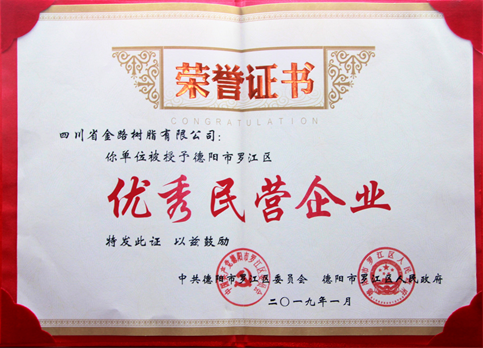 荣誉证书
CONGRATULATION
四川省金路树脂有限公司：
你单位被授予德阳市罗江区
优秀民营企业
特发此证 以兹鼓励
中共德阳市罗江区委员会 德阳市罗江区人民政府
二〇一九年一月